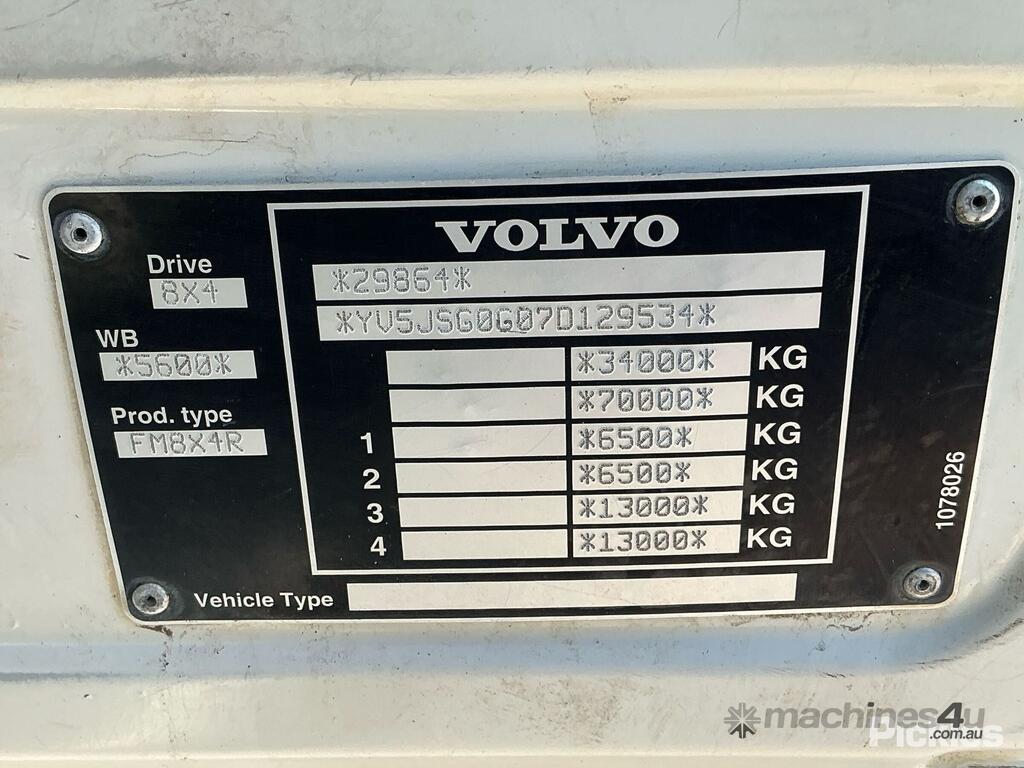 VOLVO
Drive
8X4
*29864*
*YV5JSG0G07D129534*
WB
*5600*
*34000* KG
*70000* KG
Prod. type
FM8X4R
1 *6500* KG
2 *6500* KG
3 *13000* KG
4 *13000* KG
1078026
Vehicle Type
machines4u
.com.au
Pickles